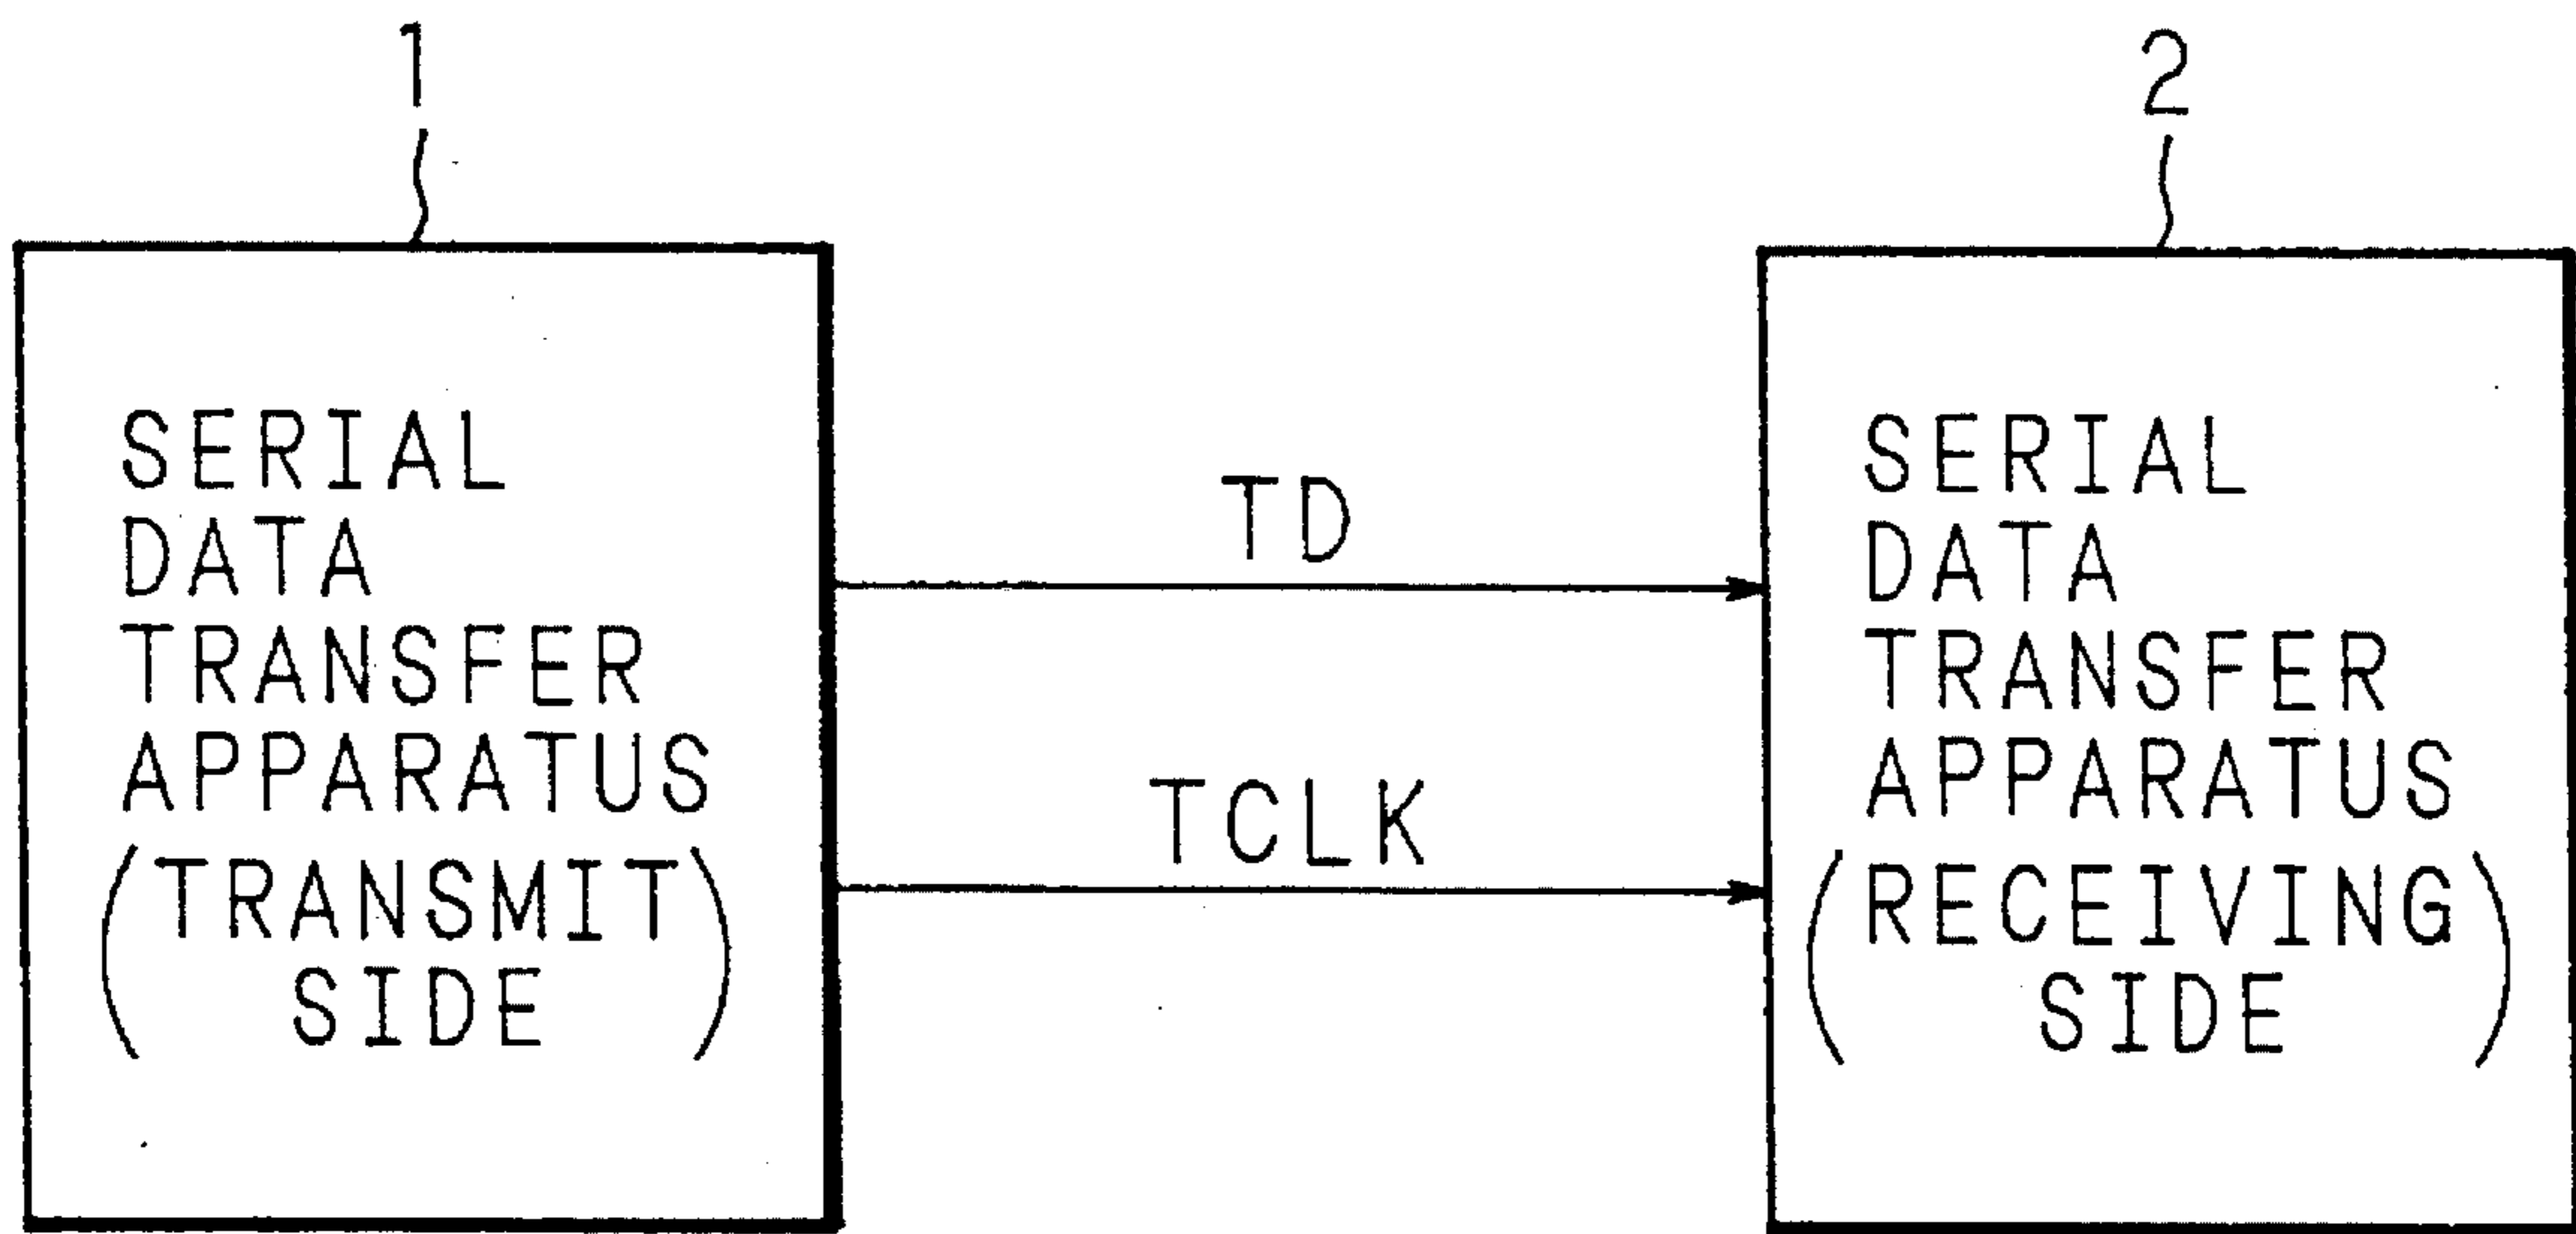 1
2
SERIAL
DATA
TRANSFER
APPARATUS
(TRANSMIT
SIDE)
TD
TCLK
SERIAL
DATA
TRANSFER
APPARATUS
(RECEIVING
SIDE)